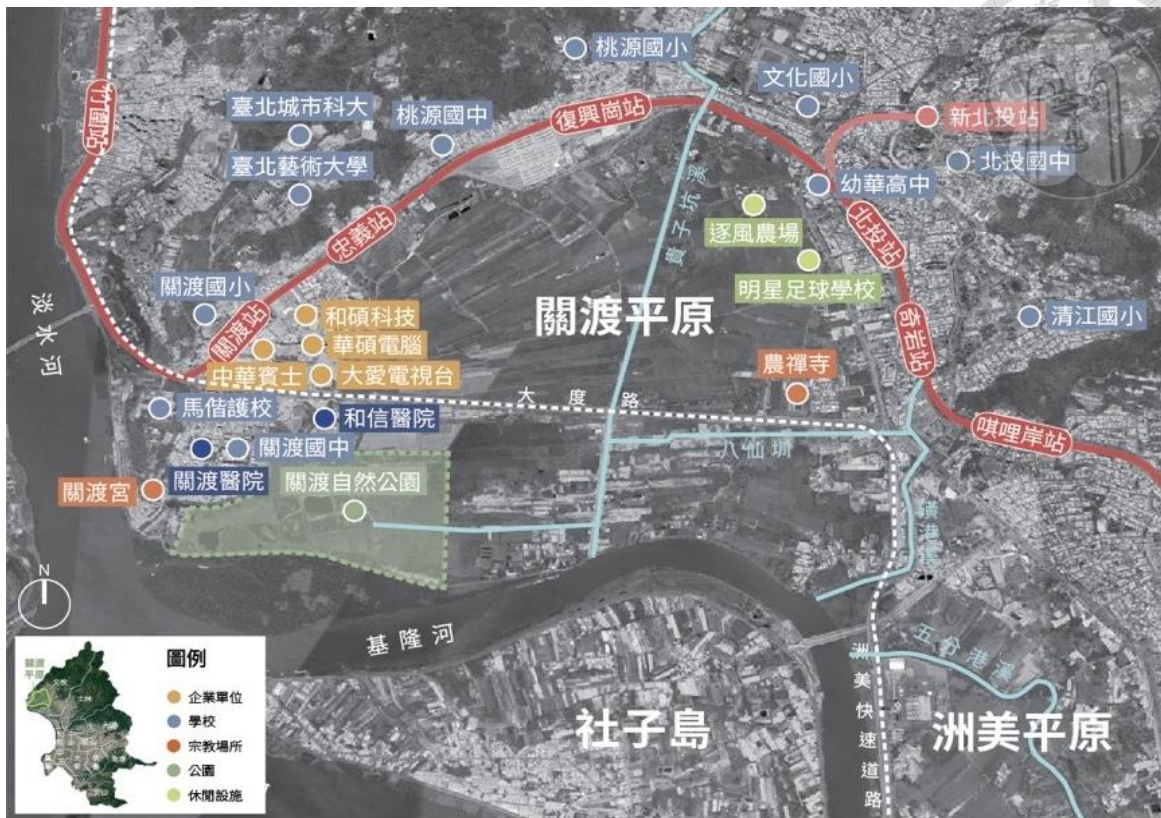 桃源國小
文化國小
竹圍站
臺北城市科大
桃源國中
復興崗站
新北投站
北投國中
臺北藝術大學
幼華高中
貴子坑溪
逐風農場
北投站
忠義站
明星足球學校
關渡平原
關渡國小
和碩科技
淡水河
關渡站
華碩電腦
奇岩站
清江國小
中華賓士
大愛電視台
農禪寺
大度路
馬偕護校
和信醫院
唭哩岸站
關渡國中
八仙圳
關渡醫院
關渡自然公園
關渡宮
N
基隆河
五分港溪
洲美快速道路
社子島
洲美平原
圖例
關渡
平原
企業單位
學校
宗教場所
公園
休閒設施